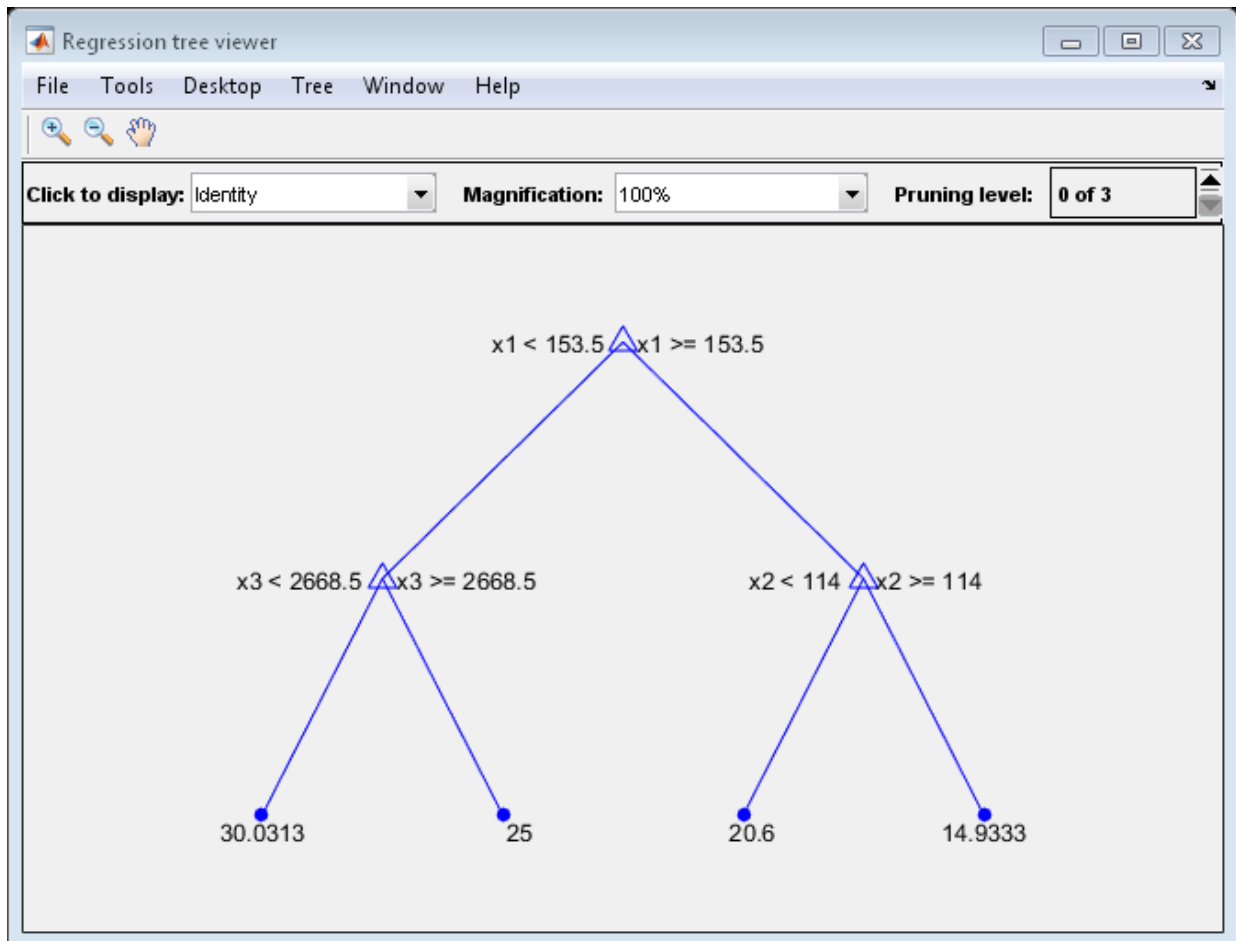 Regression tree viewer
File Tools Desktop Tree Window Help
Click to display: Identity Magnification: 100% Pruning level: 0 of 3
x1 < 153.5 x1 >= 153.5
x3 < 2668.5 x3 >= 2668.5 x2 < 114 x2 >= 114
30.0313 25 20.6 14.9333